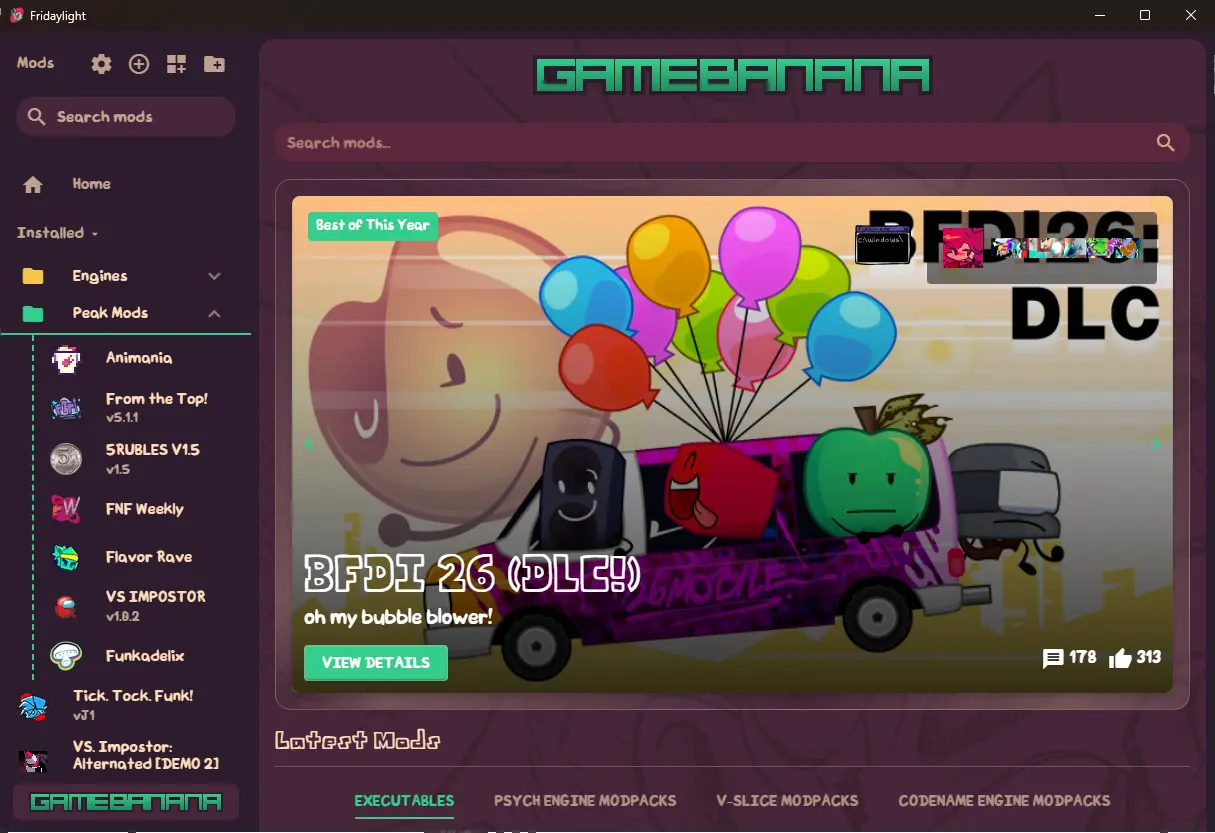 Fridaylight
Mods
Search mods
Home
Installed
Engines
Peak Mods
Animania
From the Top!
v5.1.1
5RUBLES V1.5
v1.5
FNF Weekly
Flavor Rave
VS IMPOSTOR
v1.0.2
Funkadelix
Tick. Tock. Funk!
vJ1
VS. Impostor:
Alternated [DEMO 2]
GAMEBANANA
GAMEBANANA
Search mods...
Best of This Year
BFDI26:
DLC
C:\Windows\
26MOBILE
BFDI 26 (DLC!)
oh my bubble blower!
VIEW DETAILS
178
313
Latest Mods
EXECUTABLES
PSYCH ENGINE MODPACKS
V-SLICE MODPACKS
CODENAME ENGINE MODPACKS